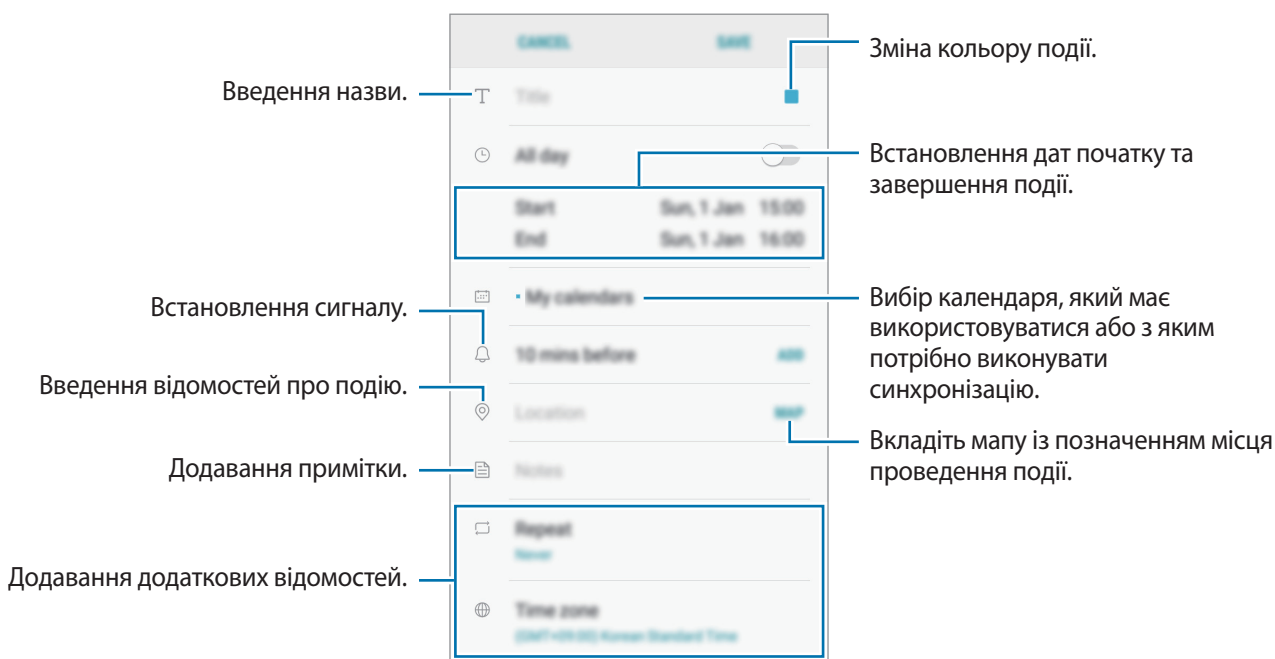 CANCEL SAVE
Зміна кольору події.
Введення назви.
Title
All day
Встановлення дат початку та
завершення події.
Start Sun, 1 Jan 15:00
End Sun, 1 Jan 16:00
My calendars
Вибір календаря, який має
використовуватися або з яким
потрібно виконувати
синхронізацію.
Встановлення сигналу.
10 mins before ADD
Введення відомостей про подію.
Location MAP
Вкладіть мапу із позначенням місця
проведення події.
Додавання примітки.
Notes
Repeat
Never
Додавання додаткових відомостей.
Time zone
(GMT+09:00) Korean Standard Time